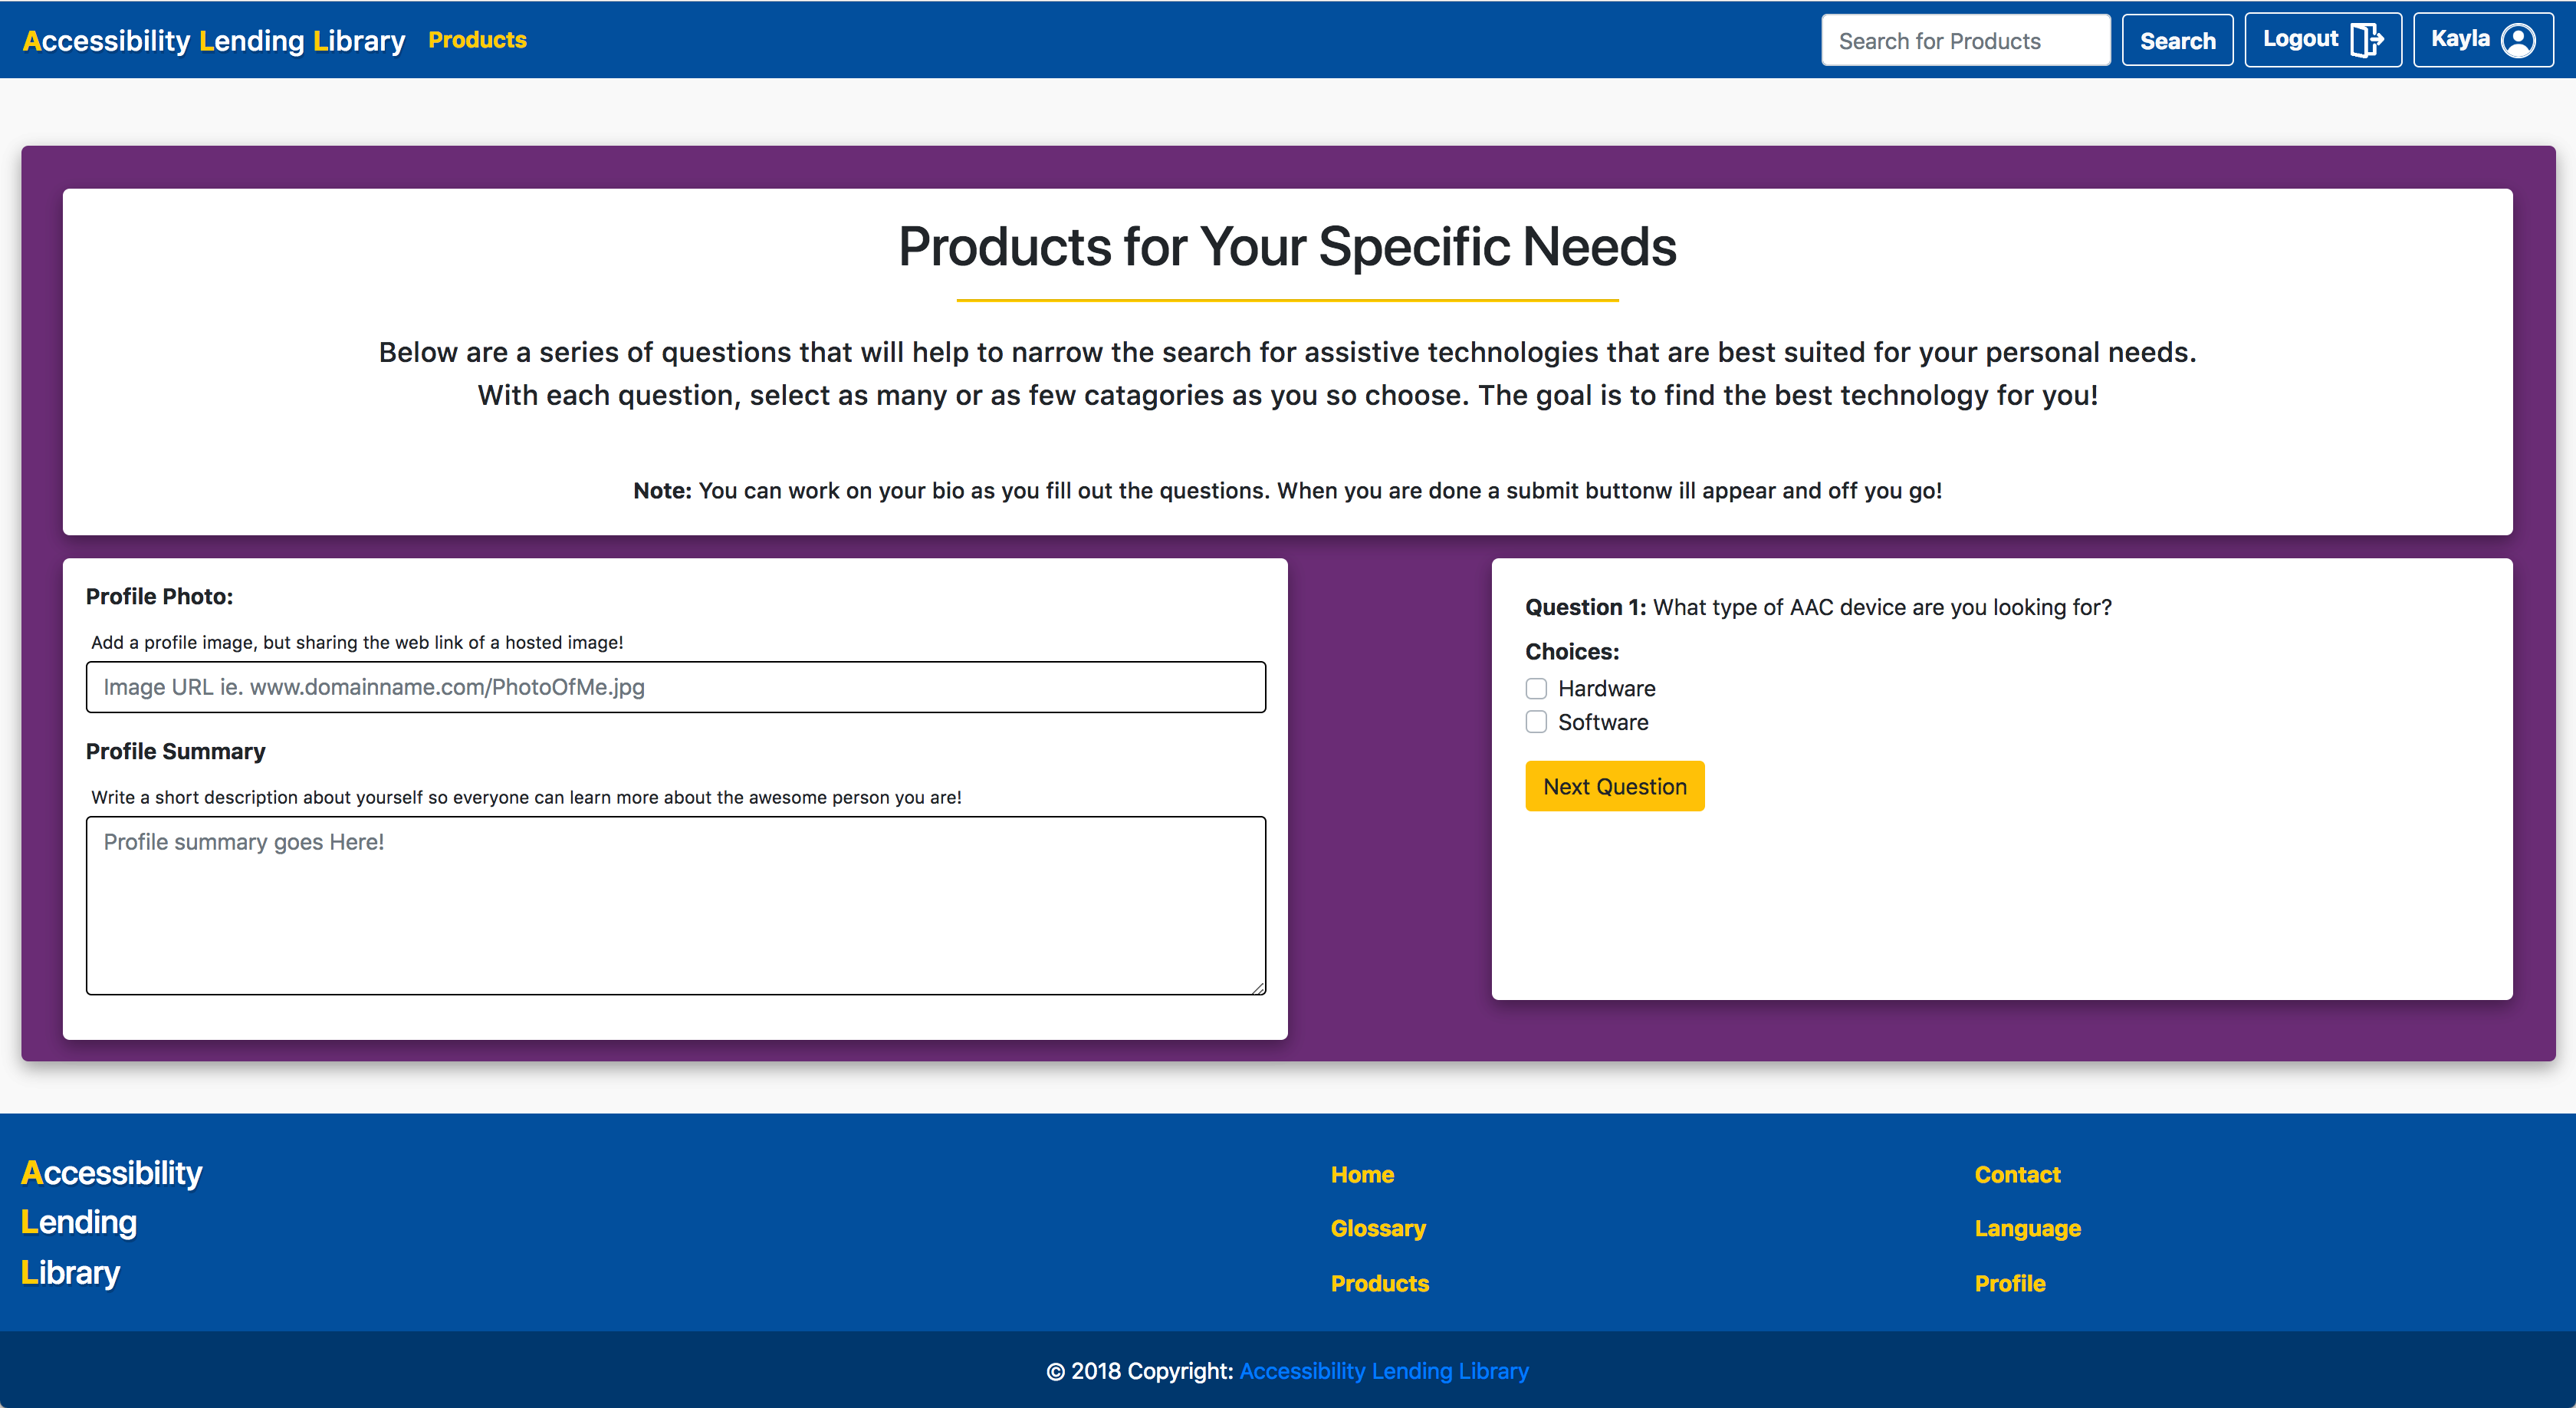 Accessibility Lending Library Products Search for Products Search Logout Kayla
Products for Your Specific Needs
Below are a series of questions that will help to narrow the search for assistive technologies that are best suited for your personal needs.
With each question, select as many or as few catagories as you so choose. The goal is to find the best technology for you!
Note: You can work on your bio as you fill out the questions. When you are done a submit buttonw ill appear and off you go!
Profile Photo:
Add a profile image, but sharing the web link of a hosted image!
Image URL ie. www.domainname.com/PhotoOfMe.jpg
Profile Summary
Write a short description about yourself so everyone can learn more about the awesome person you are!
Profile summary goes Here!
Question 1: What type of AAC device are you looking for?
Choices:
Hardware
Software
Next Question
Accessibility
Lending
Library
Home
Glossary
Products
Contact
Language
Profile
© 2018 Copyright: Accessibility Lending Library